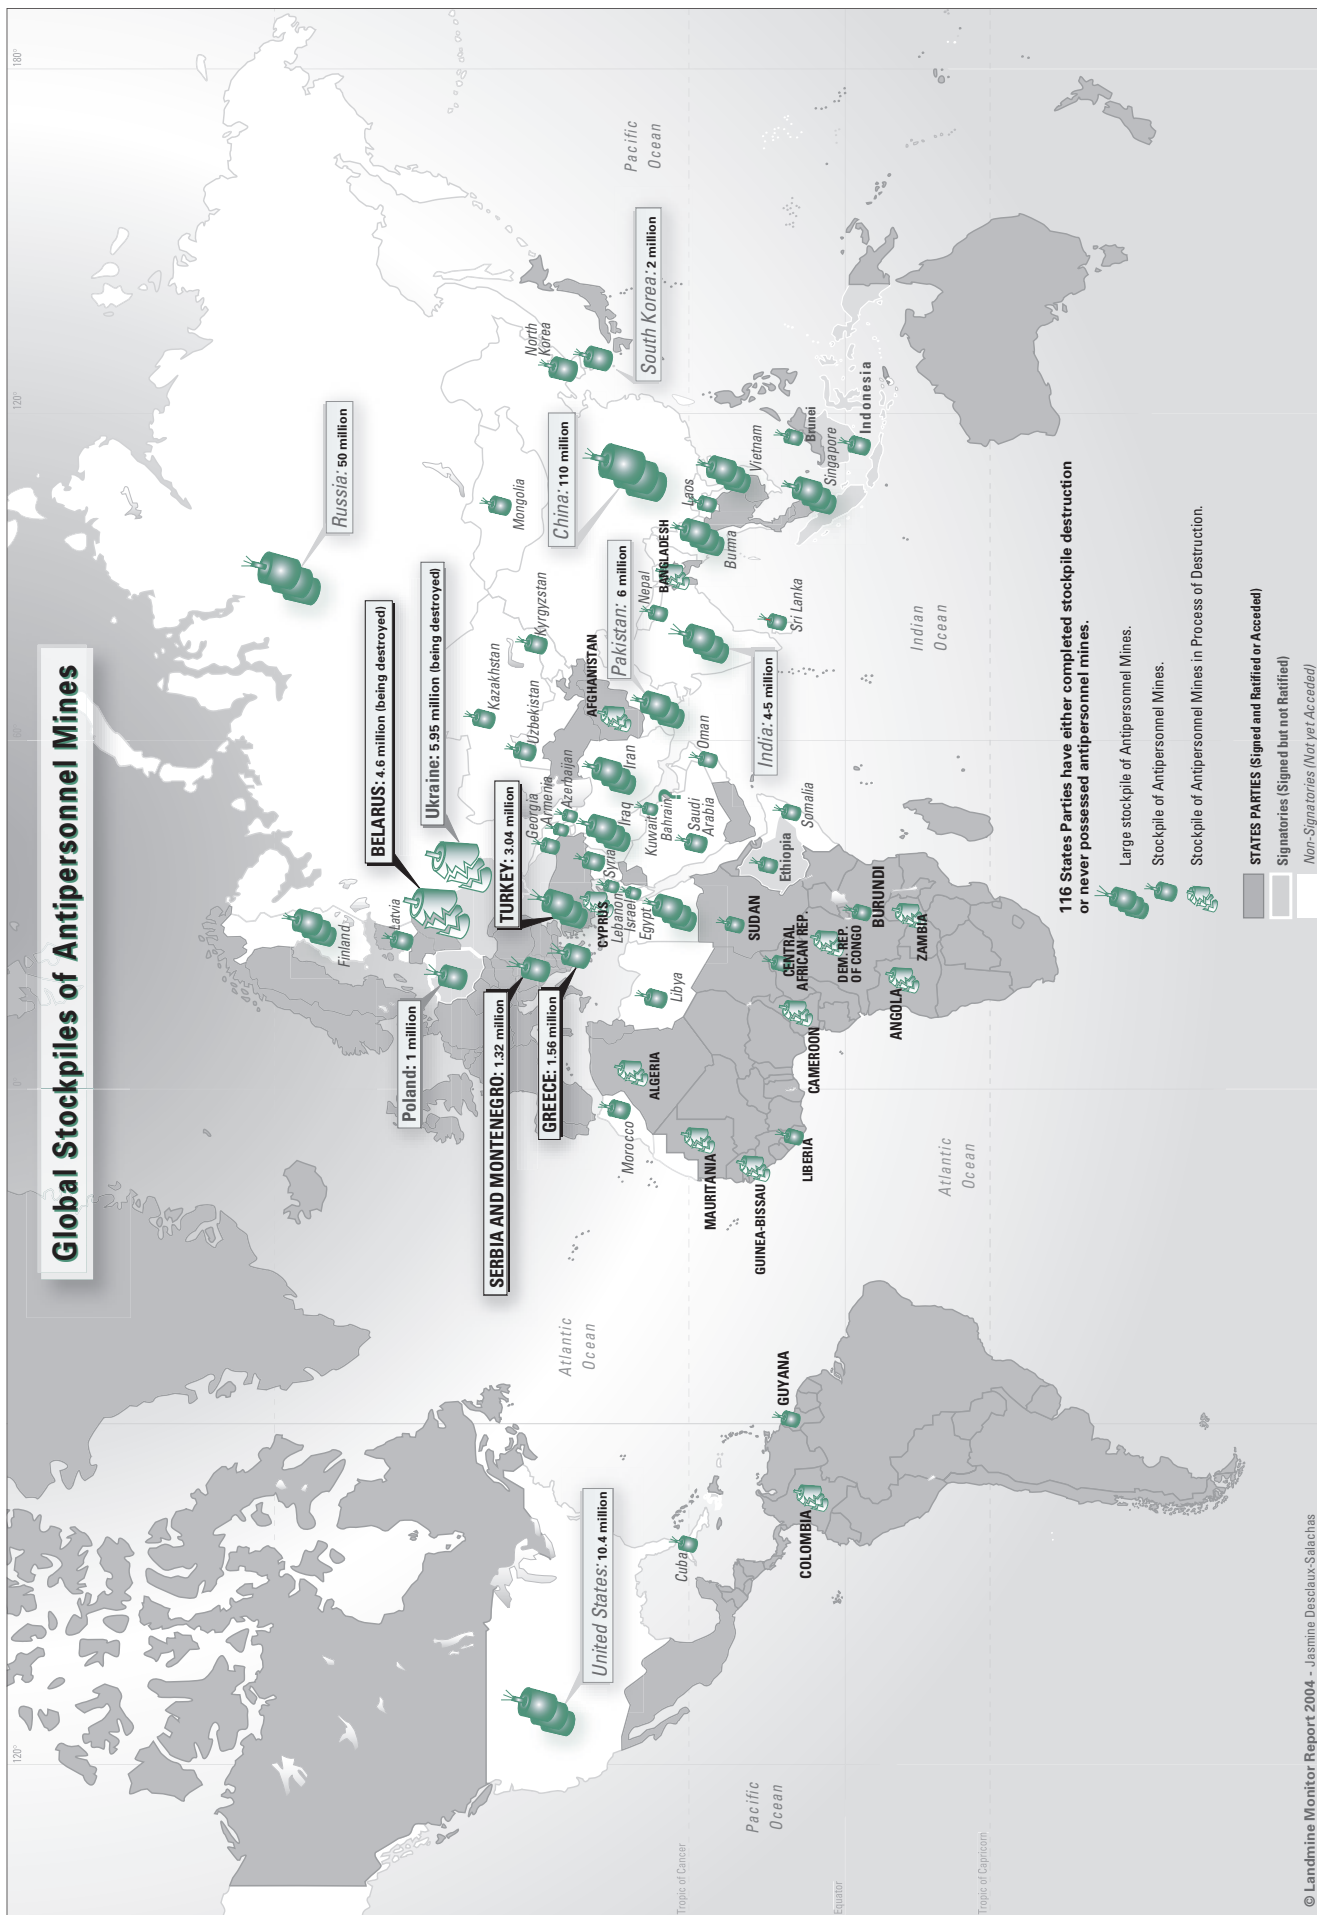 Global Stockpiles of Antipersonnel Mines
180°
120°
0°
120°
Russia: 50 million
BELARUS: 4.6 million (being destroyed)
Ukraine: 5.95 million (being destroyed)
Finland
Latvia
Poland: 1 million
SERBIA AND MONTENEGRO: 1.32 million
GREECE: 1.56 million
TURKEY: 3.04 million
Georgia
Armenia
Azerbaijan
Kazakhstan
Uzbekistan
Kyrgyzstan
Mongolia
China: 110 million
North
Korea
South Korea: 2 million
Pacific
Ocean
AFGHANISTAN
Pakistan: 6 million
Nepal
BANGLADESH
India: 4-5 million
Sri Lanka
Burma
Laos
Vietnam
Brunei
Singapore
Indonesia
CYPRUS
Syria
Lebanon
Israel
Egypt
Iraq
Iran
Kuwait
Bahrain
?
Saudi
Arabia
Oman
Somalia
Ethiopia
SUDAN
Libya
ALGERIA
Morocco
MAURITANIA
GUINEA-BISSAU
LIBERIA
CAMEROON
CENTRAL
AFRICAN REP.
DEM. REP.
OF CONGO
BURUNDI
ANGOLA
ZAMBIA
Indian
Ocean
Atlantic
Ocean
Atlantic
Ocean
United States: 10.4 million
Cuba
COLOMBIA
GUYANA
Pacific
Ocean
Tropic of Cancer
Equator
Tropic of Capricorn
116 States Parties have either completed stockpile destruction
or never possessed antipersonnel mines.
Large stockpile of Antipersonnel Mines.
Stockpile of Antipersonnel Mines.
Stockpile of Antipersonnel Mines in Process of Destruction.
STATES PARTIES (Signed and Ratified or Acceded)
Signatories (Signed but not Ratified)
Non-Signatories (Not yet Acceded)
© Landmine Monitor Report 2004 - Jasmine Desclaux-Salachas